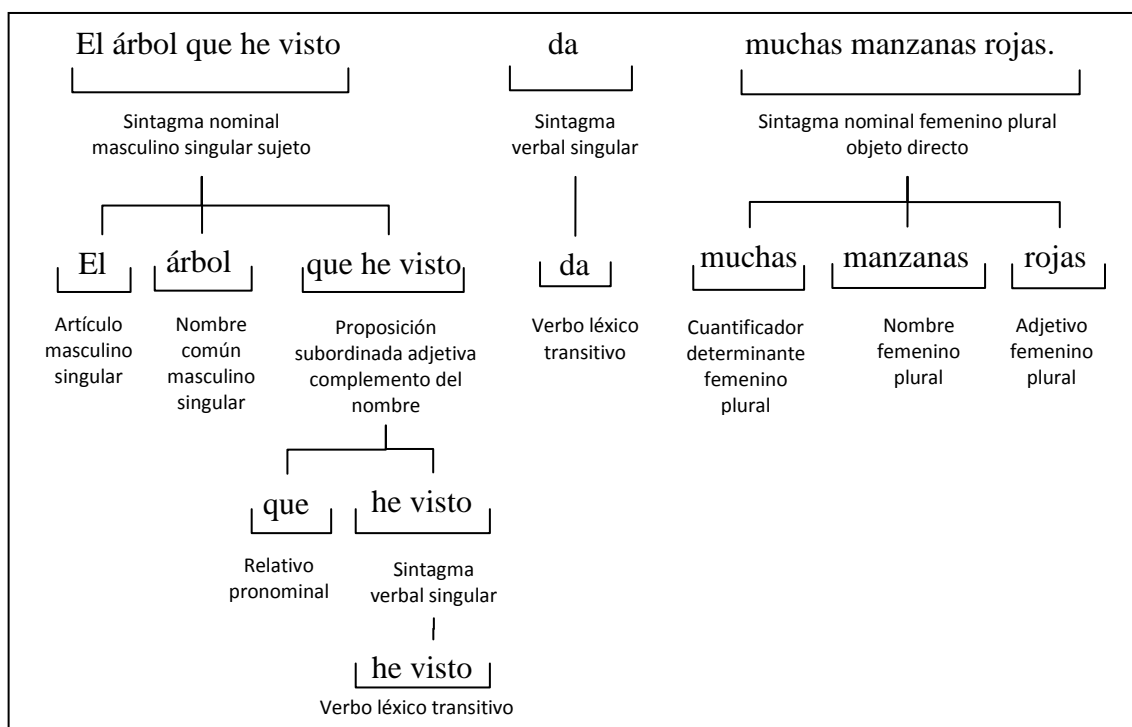 El árbol que he visto da muchas manzanas rojas.
Sintagma nominal
masculino singular sujeto
Sintagma
verbal singular
Sintagma nominal femenino plural
objeto directo
El árbol que he visto da muchas manzanas rojas
Artículo
masculino
singular
Nombre
común
masculino
singular
Proposición
subordinada adjetiva
complemento del
nombre
Verbo léxico
transitivo
Cuantificador
determinante
femenino
plural
Nombre
femenino
plural
Adjetivo
femenino
plural
que he visto
Relativo
pronominal
Sintagma
verbal singular
he visto
Verbo léxico transitivo